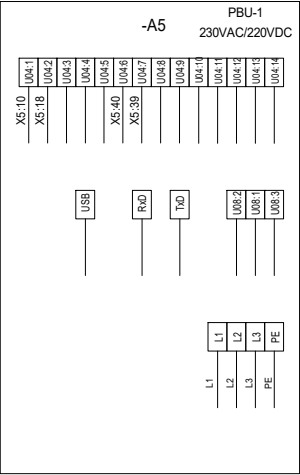 -A5
PBU-1
230VAC/220VDC
U04:1
U04:2
U04:3
U04:4
U04:5
U04:6
U04:7
U04:8
U04:9
U04:10
U04:11
U04:12
U04:13
U04:14
X5:10
X5:18
X5:40
X5:39
USB
RxD
TxD
U08:2
U08:1
U08:3
L1
L2
L3
PE
L1
L2
L3
PE